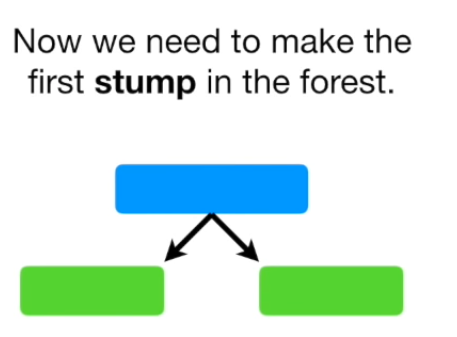 Now we need to make the
first stump in the forest.